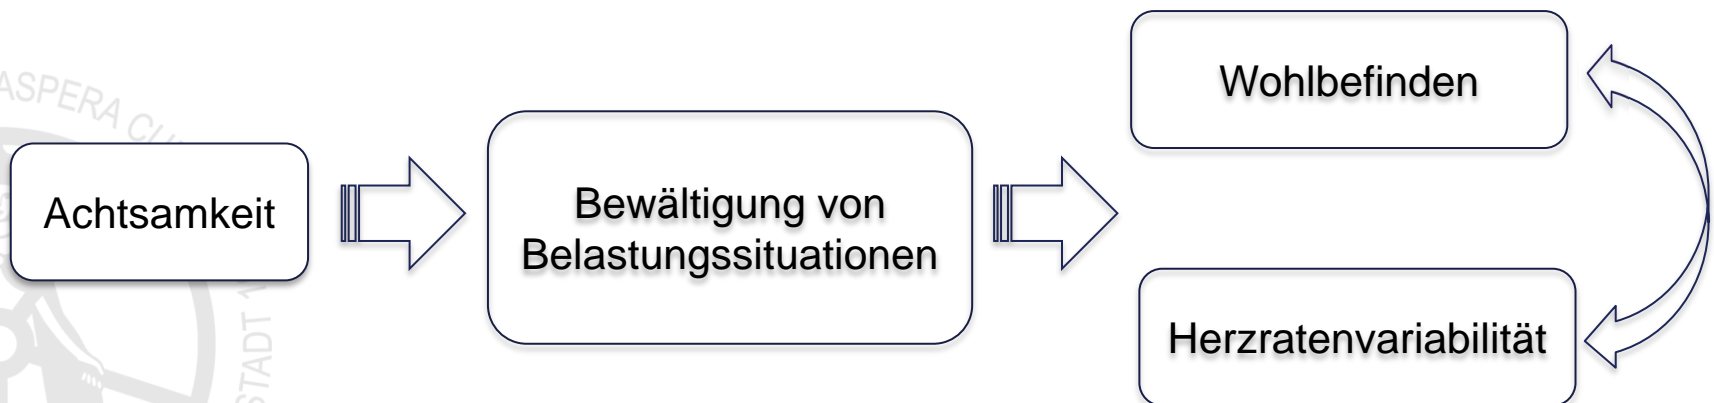 ASPERA
Wohlbefinden
Achtsamkeit
Bewältigung von
Belastungssituationen
Herzratenvariabilität